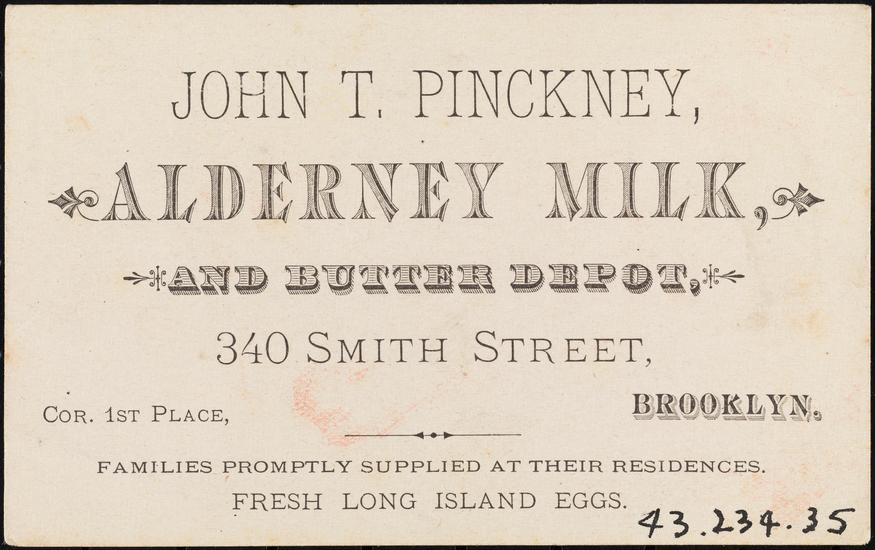 JOHN T. PINCKNEY,
ALDERNEY MILK,
AND BUTTER DEPOT,
340 SMITH STREET,
COR. 1ST PLACE,
BROOKLYN.
FAMILIES PROMPTLY SUPPLIED AT THEIR RESIDENCES.
FRESH LONG ISLAND EGGS.
43.234.35